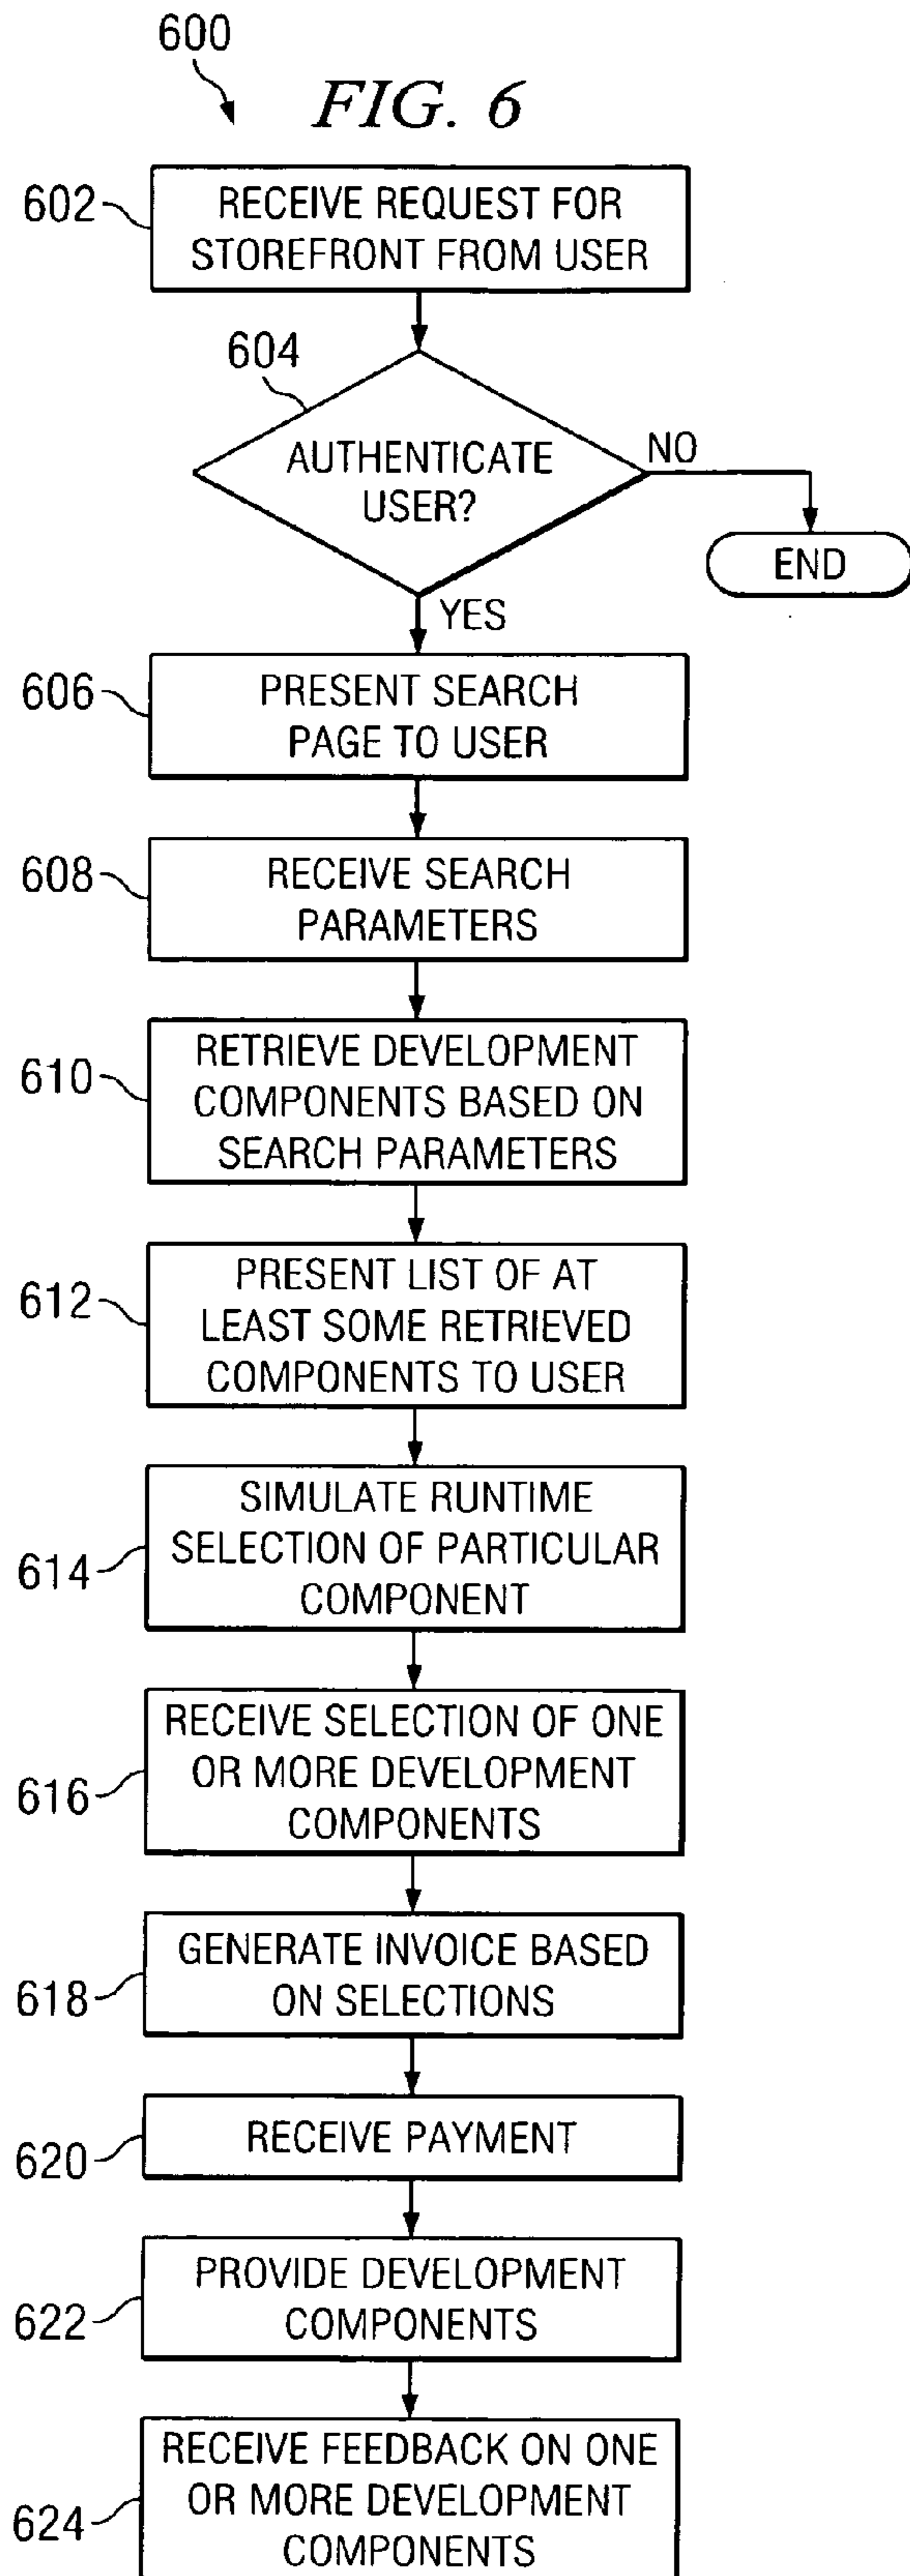 600
FIG. 6
602
RECEIVE REQUEST FOR
STOREFRONT FROM USER
604
AUTHENTICATE
USER?
NO
END
YES
606
PRESENT SEARCH
PAGE TO USER
608
RECEIVE SEARCH
PARAMETERS
610
RETRIEVE DEVELOPMENT
COMPONENTS BASED ON
SEARCH PARAMETERS
612
PRESENT LIST OF AT
LEAST SOME RETRIEVED
COMPONENTS TO USER
614
SIMULATE RUNTIME
SELECTION OF PARTICULAR
COMPONENT
616
RECEIVE SELECTION OF ONE
OR MORE DEVELOPMENT
COMPONENTS
618
GENERATE INVOICE BASED
ON SELECTIONS
620
RECEIVE PAYMENT
622
PROVIDE DEVELOPMENT
COMPONENTS
624
RECEIVE FEEDBACK ON ONE
OR MORE DEVELOPMENT
COMPONENTS